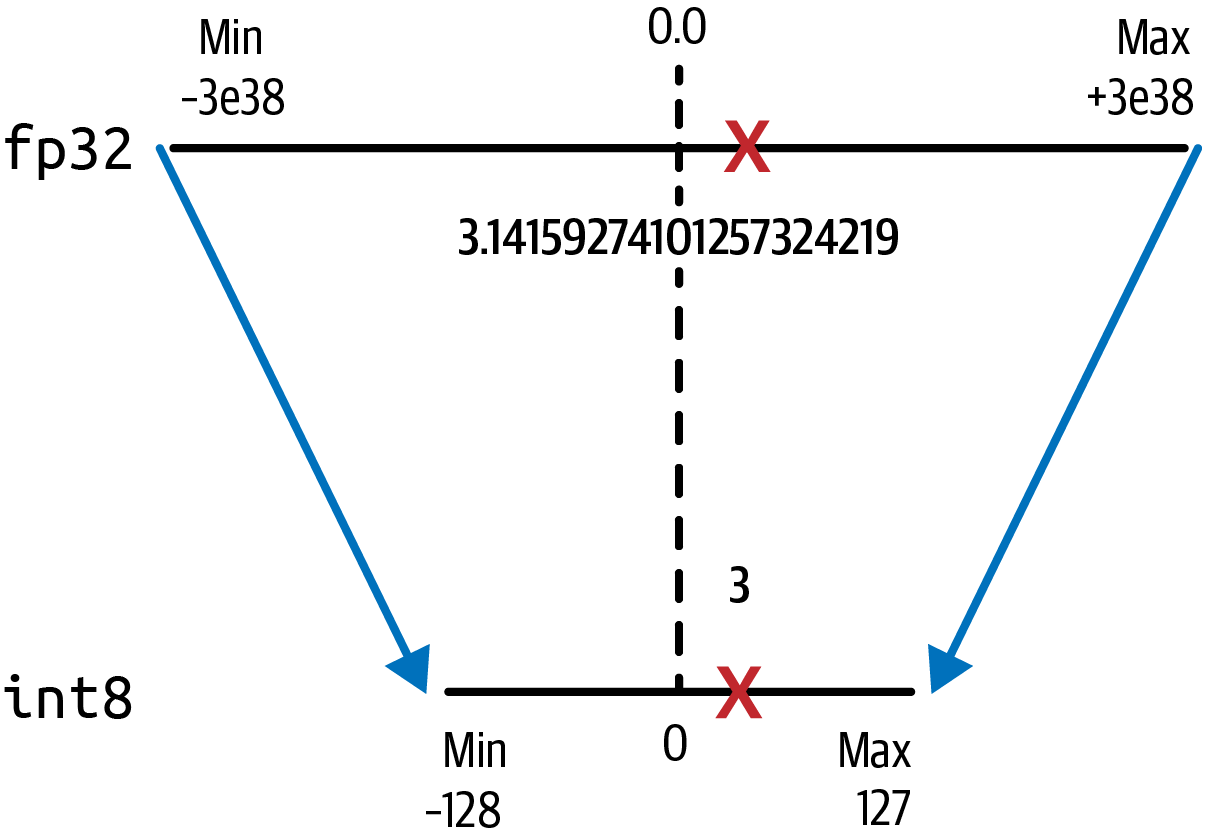 Min 0.0 Max
-3e38 +3e38
fp32 X
3.14159274101257324219
3
int8 X
Min 0 Max
-128 127